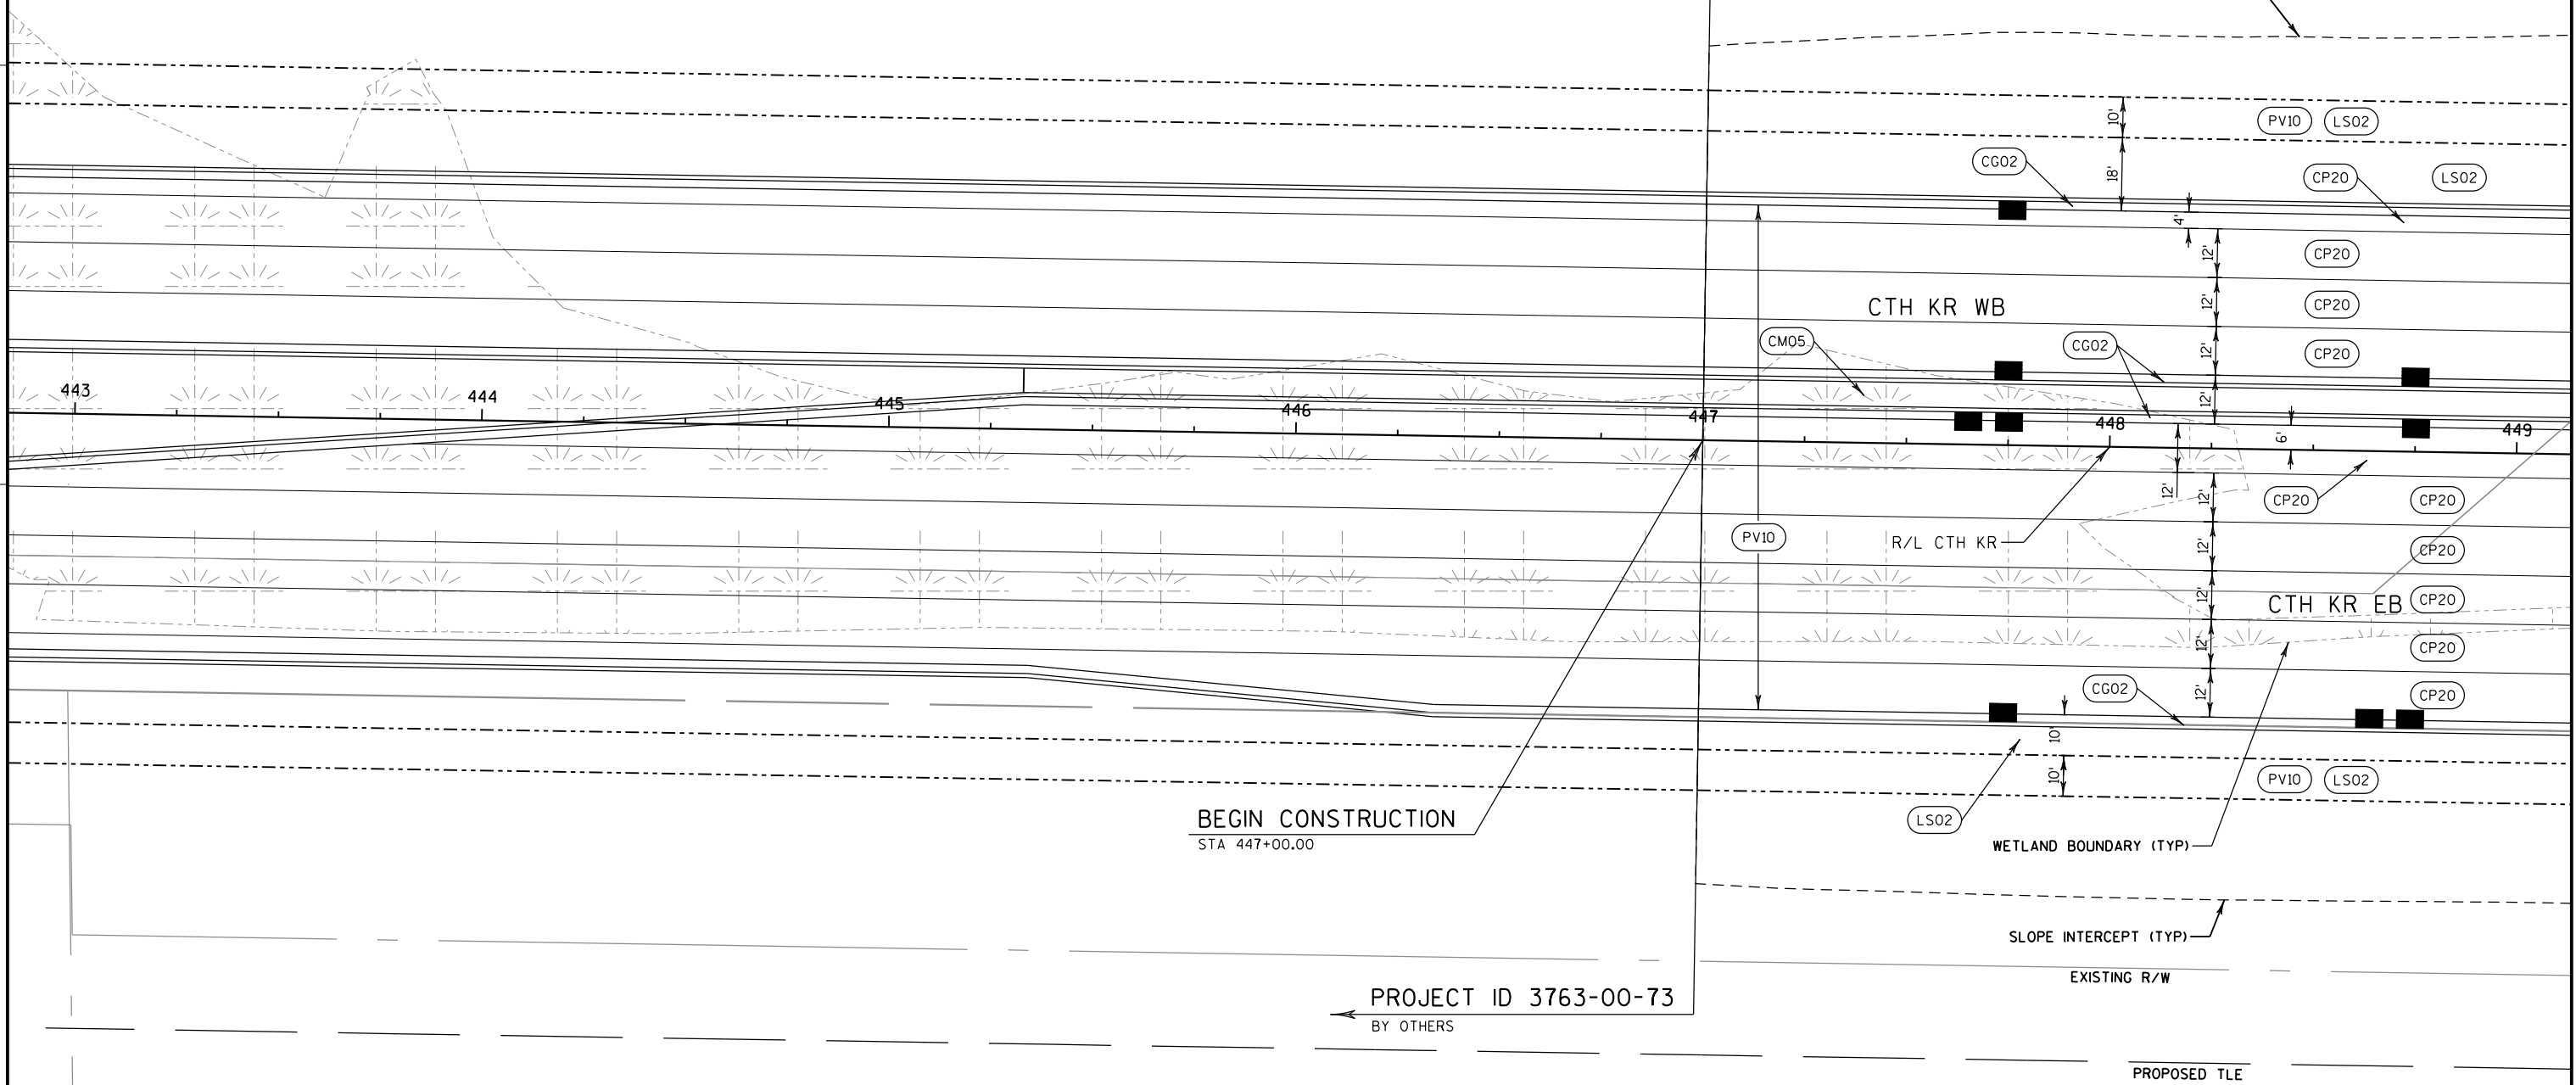 10'
PV10 LS02
CG02
18'
CP20 LS02
4'
12' CP20
12' CP20
CTH KR WB
CM05
CG02
12' CP20
443 444 445 446 447 448 449
12'
6'
12'
12'
CP20 CP20
PV10
R/L CTH KR
12' CP20
12' CP20
CTH KR EB
12' CP20
CG02
12' CP20
10'
10'
PV10 LS02
BEGIN CONSTRUCTION
STA 447+00.00
LS02
WETLAND BOUNDARY (TYP)
SLOPE INTERCEPT (TYP)
EXISTING R/W
PROJECT ID 3763-00-73
BY OTHERS
PROPOSED TLE